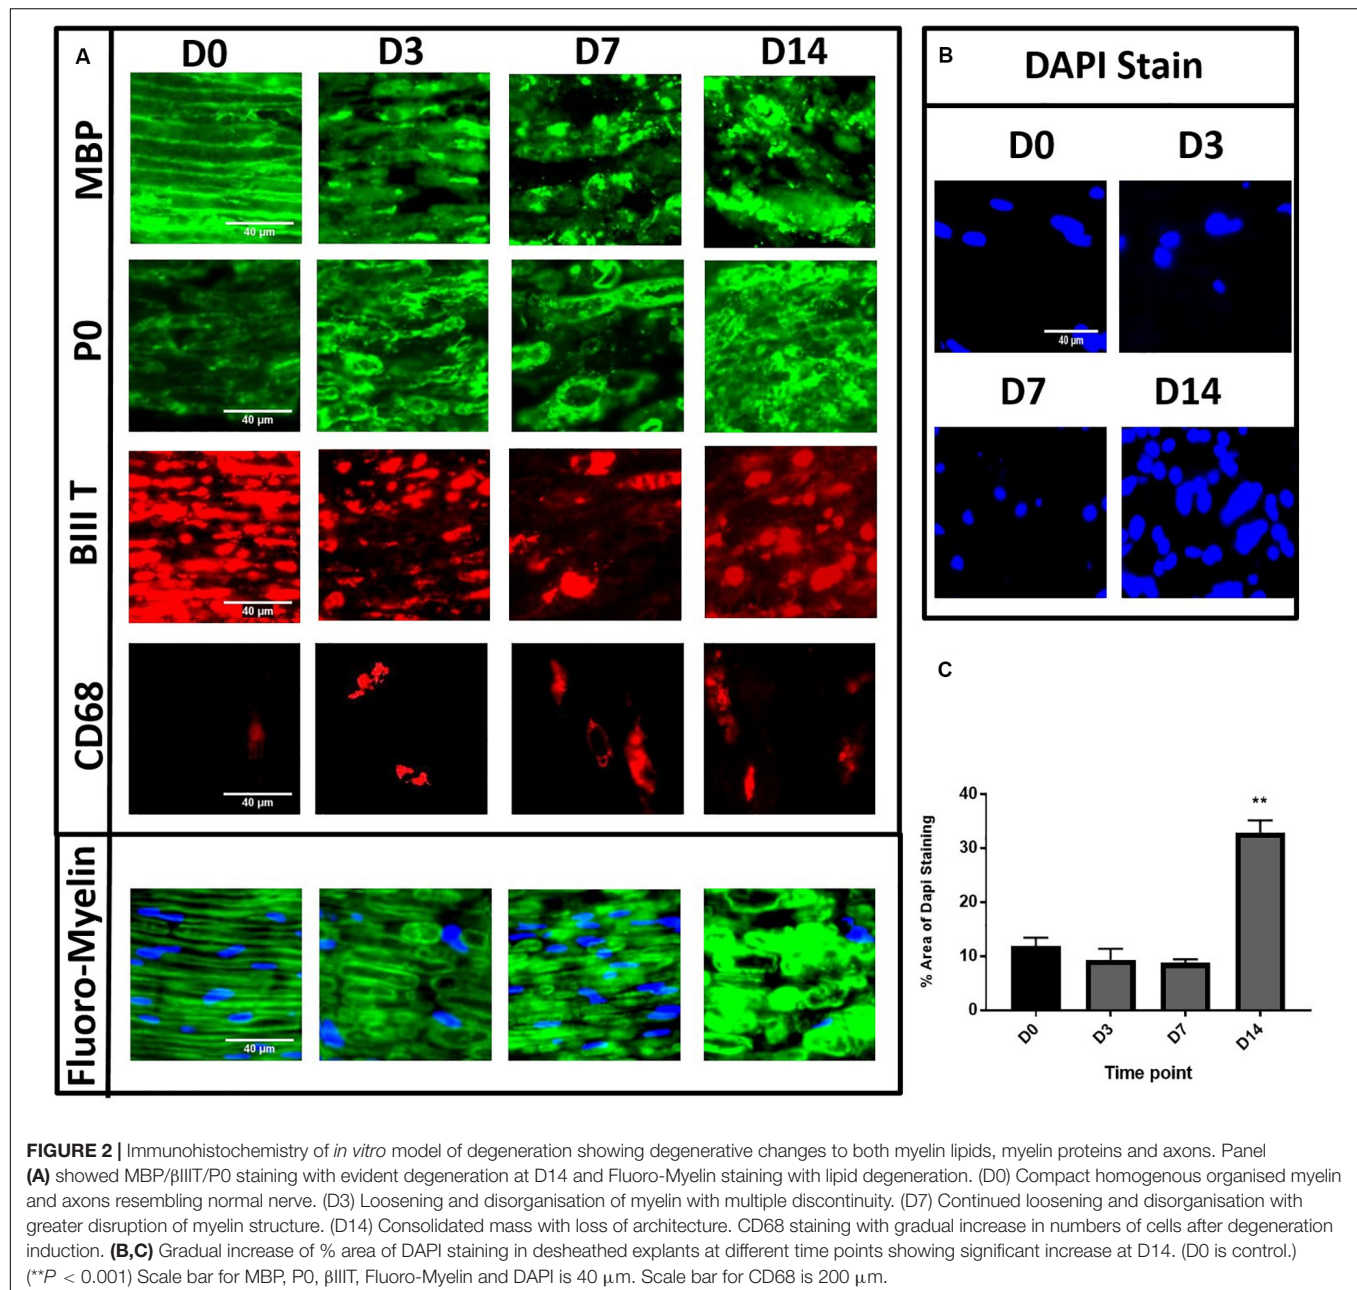 A
D0 D3 D7 D14
MBP
40 μm
P0
40 μm
BIII T
40 μm
CD68
40 μm
Fluoro-Myelin
40 μm
B
DAPI Stain
D0 D3
40 μm
D7 D14
C
40
30
20
10
0
% Area of Dapi Staining
**
D0 D3 D7 D14
Time point
FIGURE 2 | Immunohistochemistry of in vitro model of degeneration showing degenerative changes to both myelin lipids, myelin proteins and axons. Panel
(A) showed MBP/βIIIT/P0 staining with evident degeneration at D14 and Fluoro-Myelin staining with lipid degeneration. (D0) Compact homogenous organised myelin
and axons resembling normal nerve. (D3) Loosening and disorganisation of myelin with multiple discontinuity. (D7) Continued loosening and disorganisation with
greater disruption of myelin structure. (D14) Consolidated mass with loss of architecture. CD68 staining with gradual increase in numbers of cells after degeneration
induction. (B,C) Gradual increase of % area of DAPI staining in desheathed explants at different time points showing significant increase at D14. (D0 is control.)
(**P < 0.001) Scale bar for MBP, P0, βIIIT, Fluoro-Myelin and DAPI is 40 μm. Scale bar for CD68 is 200 μm.